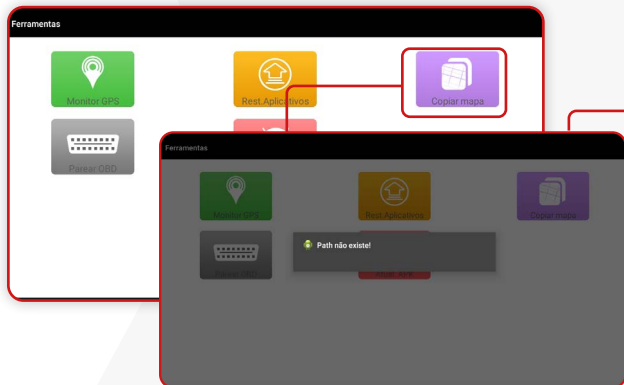 Ferramentas
Monitor GPS
Rest.Aplicativos
Copiar mapa
Parear OBD
Ferramentas
Monitor GPS
Rest.Aplicativos
Copiar mapa
Path não existe!
Parear OBD